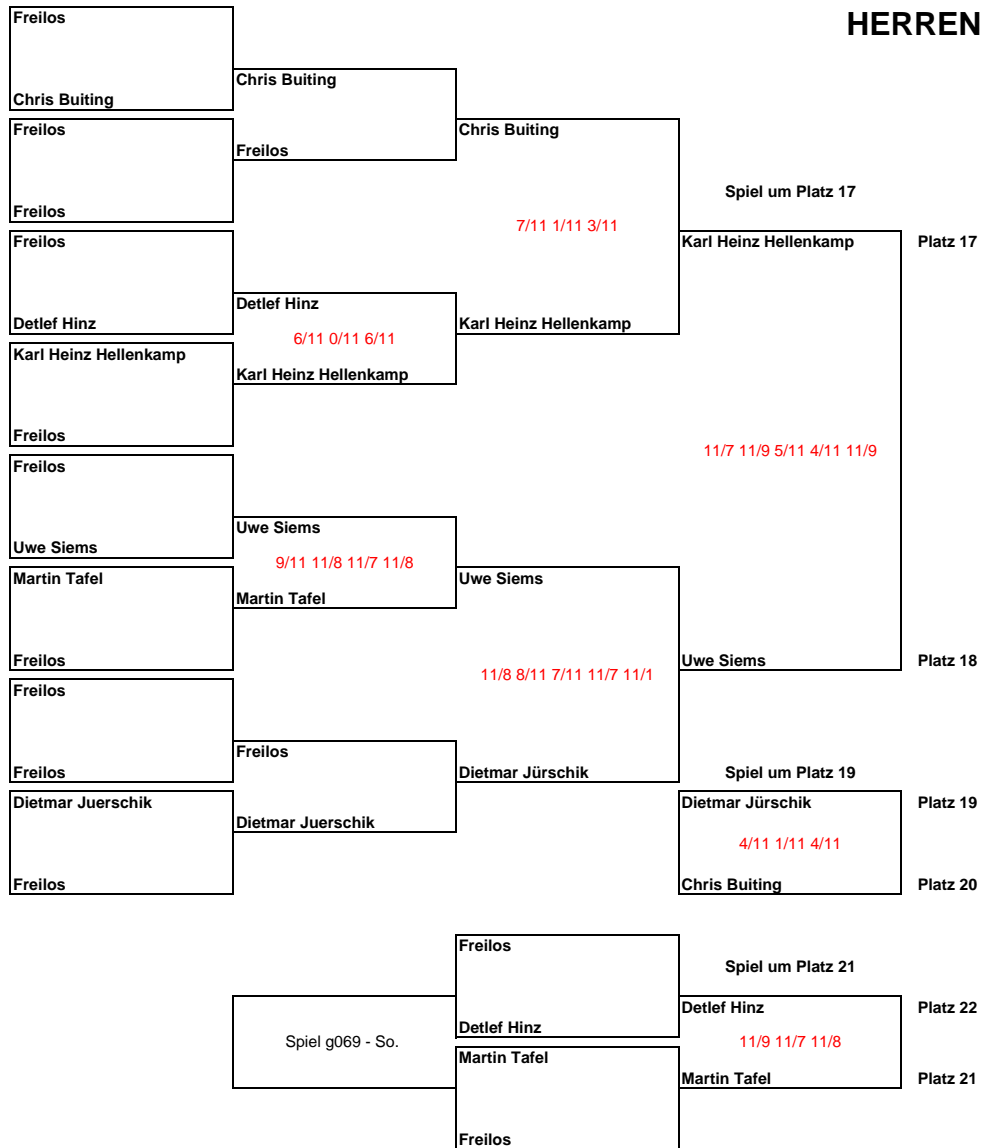 HERREN
Freilos
Chris Buiting
Chris Buiting
Freilos
Chris Buiting
Freilos
Spiel um Platz 17
Freilos
7/11 1/11 3/11
Freilos
Karl Heinz Hellenkamp
Platz 17
Detlef Hinz
Detlef Hinz
Karl Heinz Hellenkamp
6/11 0/11 6/11
Karl Heinz Hellenkamp
Karl Heinz Hellenkamp
Freilos
11/7 11/9 5/11 4/11 11/9
Freilos
Uwe Siems
Uwe Siems
9/11 11/8 11/7 11/8
Martin Tafel
Uwe Siems
Martin Tafel
Freilos
Uwe Siems
Platz 18
11/8 8/11 7/11 11/7 11/1
Freilos
Freilos
Freilos
Dietmar Jürschik
Spiel um Platz 19
Dietmar Juerschik
Dietmar Jürschik
Platz 19
Dietmar Juerschik
4/11 1/11 4/11
Freilos
Chris Buiting
Platz 20
Freilos
Spiel um Platz 21
Detlef Hinz
Platz 22
Detlef Hinz
Spiel g069 - So.
11/9 11/7 11/8
Martin Tafel
Martin Tafel
Platz 21
Freilos